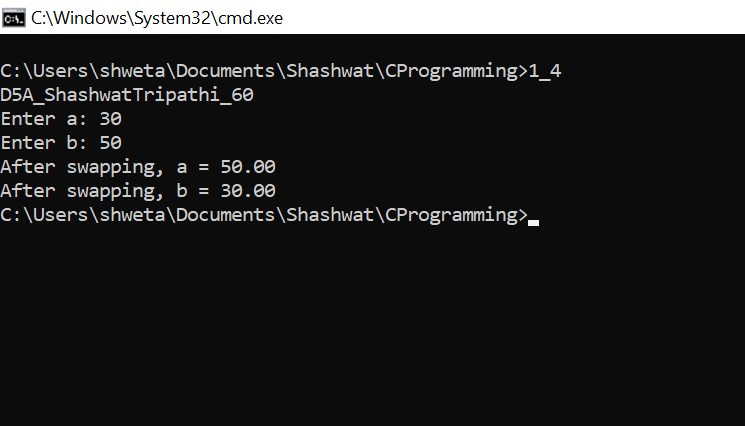 C:\Windows\System32\cmd.exe
C:\Users\shweta\Documents\Shashwat\CProgramming>1_4
D5A_ShashwatTripathi_60
Enter a: 30
Enter b: 50
After swapping, a = 50.00
After swapping, b = 30.00
C:\Users\shweta\Documents\Shashwat\CProgramming>